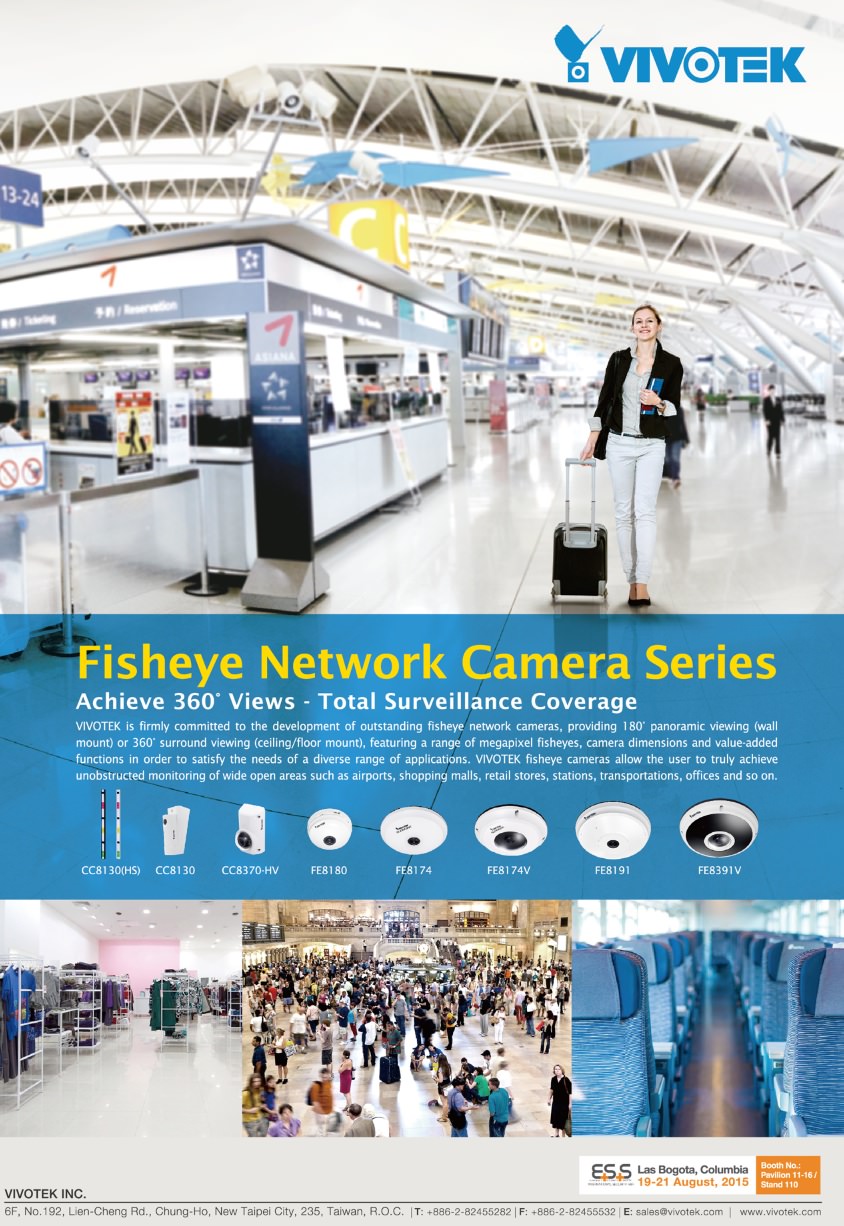 VIVOTEK
13-24
C
予約 / Reservation
/ Ticketing
ASIANA
Fisheye Network Camera Series
Achieve 360° Views - Total Surveillance Coverage
VIVOTEK is firmly committed to the development of outstanding fisheye network cameras, providing 180° panoramic viewing (wall
mount) or 360° surround viewing (ceiling/floor mount), featuring a range of megapixel fisheyes, camera dimensions and value-added
functions in order to satisfy the needs of a diverse range of applications. VIVOTEK fisheye cameras allow the user to truly achieve
unobstructed monitoring of wide open areas such as airports, shopping malls, retail stores, stations, transportations, offices and so on.
CC8130(HS) CC8130 CC8370-HV FE8180 FE8174 FE8174V FE8191 FE8391V
E+S+S
Las Bogota, Columbia
19-21 August, 2015
Booth No.:
Pavilion 11-16 /
Stand 110
VIVOTEK INC.
6F, No.192, Lien-Cheng Rd., Chung-Ho, New Taipei City, 235, Taiwan, R.O.C. | T: +886-2-82455282 | F: +886-2-82455532 | E: sales@vivotek.com | www.vivotek.com